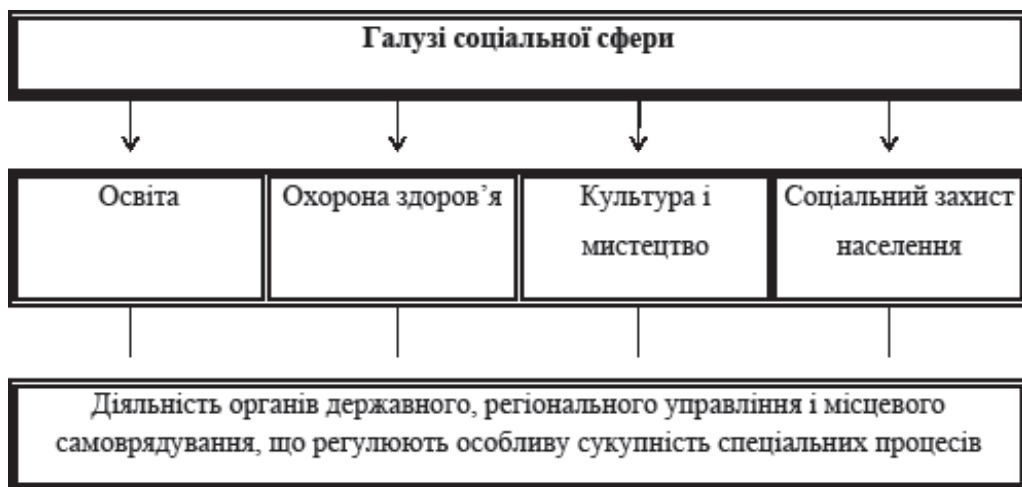 Галузі соціальної сфери
Освіта
Охорона здоров’я
Культура і
мистецтво
Соціальний захист
населення
Діяльність органів державного, регіонального управління і місцевого
самоврядування, що регулюють особливу сукупність спеціальних процесів